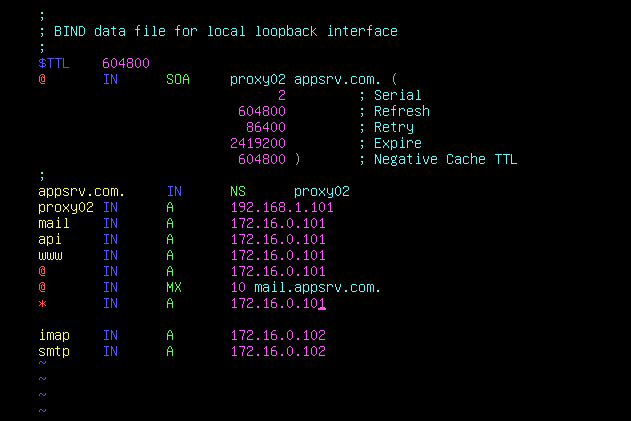 ;
; BIND data file for local loopback interface
;
$TTL    604800
@       IN      SOA     proxy02 appsrv.com. (
                              2         ; Serial
                         604800         ; Refresh
                          86400         ; Retry
                        2419200         ; Expire
                         604800 )       ; Negative Cache TTL
;
appsrv.com.     IN      NS      proxy02
proxy02 IN      A       192.168.1.101
mail    IN      A       172.16.0.101
api     IN      A       172.16.0.101
www     IN      A       172.16.0.101
@       IN      A       172.16.0.101
@       IN      MX      10 mail.appsrv.com.
*       IN      A       172.16.0.101

imap    IN      A       172.16.0.102
smtp    IN      A       172.16.0.102
~
~
~
~